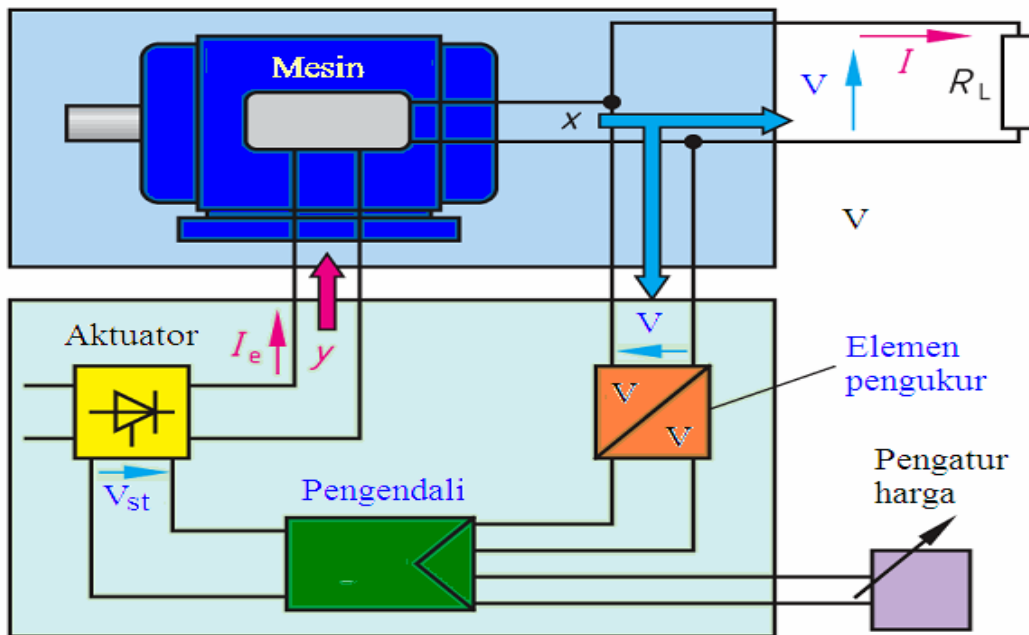 Mesin
I
V
R L
x
V
Aktuator
I e
y
V
Elemen
pengukur
V
V
V st
Pengendali
Pengatur
harga